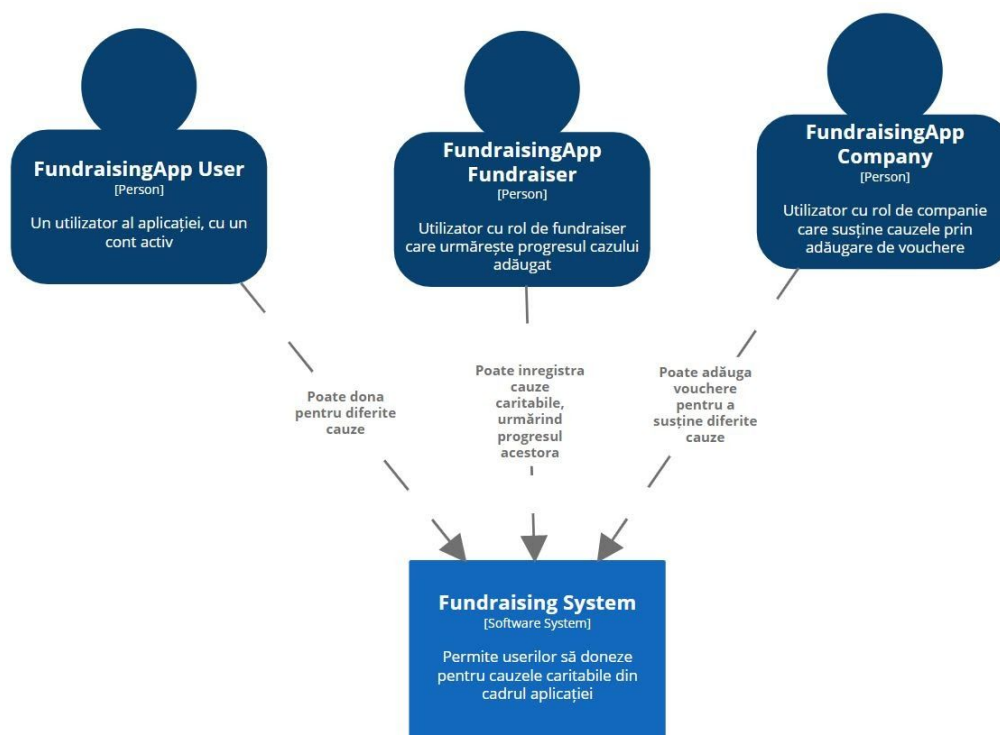 FundraisingApp User
[Person]
Un utilizator al aplicației, cu un
cont activ
FundraisingApp
Fundraiser
[Person]
Utilizator cu rol de fundraiser
care urmărește progresul cazului
adăugat
FundraisingApp
Company
[Person]
Utilizator cu rol de companie
care susține cauzele prin
adăugare de vouchere
Poate dona
pentru diferite
cauze
Poate inregistra
cauze
caritabile,
urmărind
progresul
acestora
Poate adăuga
vouchere
pentru a
susține diferite
cauze
Fundraising System
[Software System]
Permite userilor să doneze
pentru cauzele caritabile din
cadrul aplicației